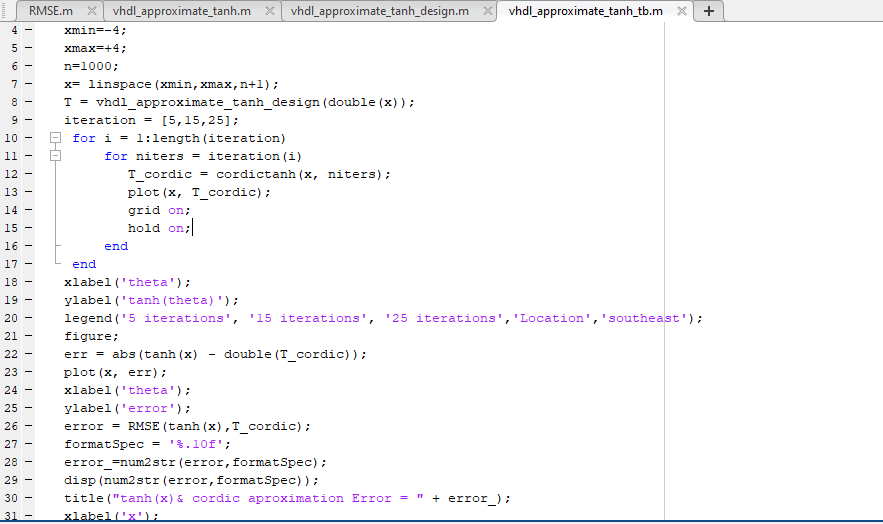 RMSE.m vhdl_approximate_tanh.m vhdl_approximate_tanh_design.m vhdl_approximate_tanh_tb.m
4 xmin=-4;
5 xmax=+4;
6 n=1000;
7 x= linspace(xmin,xmax,n+1);
8 T = vhdl_approximate_tanh_design(double(x));
9 iteration = [5,15,25];
10 for i = 1:length(iteration)
11 for niters = iteration(i)
12 T_cordic = cordictanh(x, niters);
13 plot(x, T_cordic);
14 grid on;
15 hold on;
16 end
17 end
18 xlabel('theta');
19 ylabel('tanh(theta)');
20 legend('5 iterations', '15 iterations', '25 iterations','Location','southeast');
21 figure;
22 err = abs(tanh(x) - double(T_cordic));
23 plot(x, err);
24 xlabel('theta');
25 ylabel('error');
26 error = RMSE(tanh(x),T_cordic);
27 formatSpec = '%.10f';
28 error_=num2str(error,formatSpec);
29 disp(num2str(error,formatSpec));
30 title("tanh(x)& cordic aproximation Error = " + error_);
31 xlabel('x');